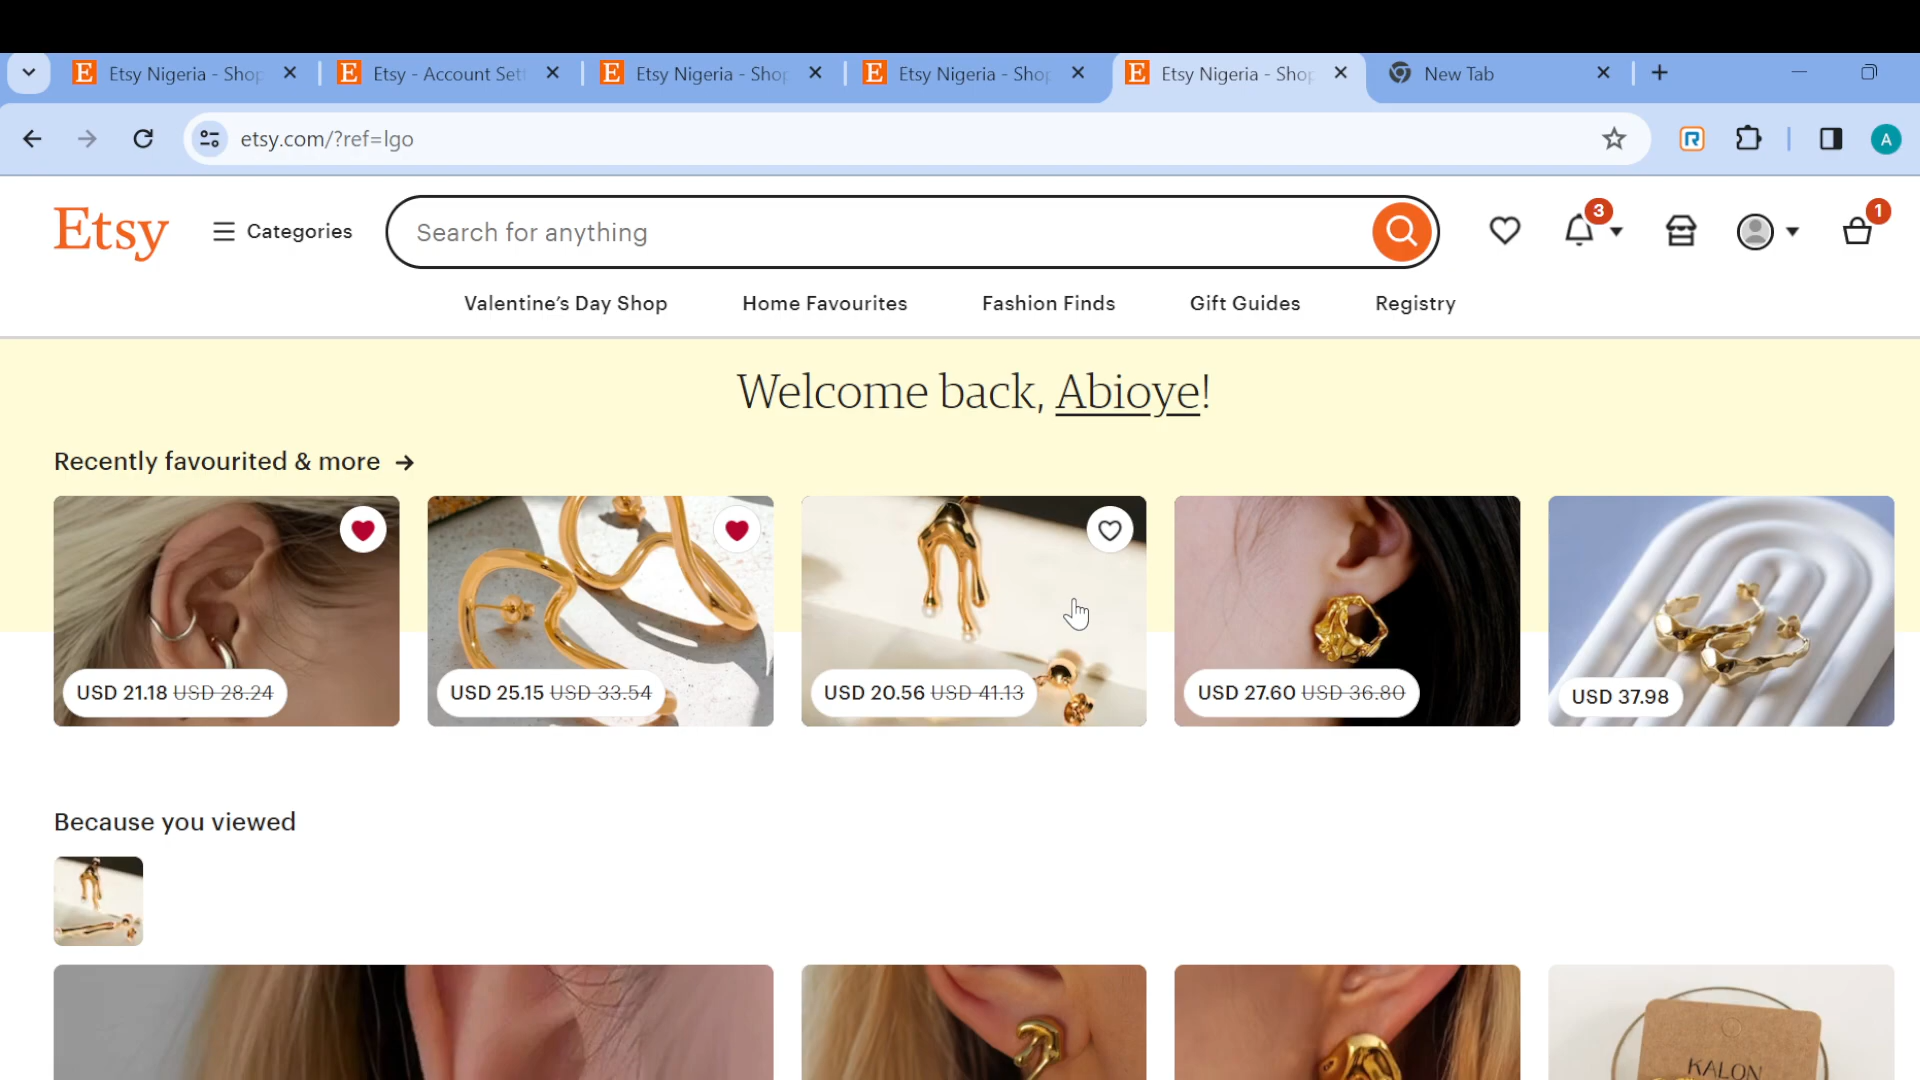 Etsy Nigeria - Shop
Etsy - Account Sett
Etsy Nigeria - Shop
Etsy Nigeria - Shop
Etsy Nigeria - Shop
New Tab
etsy.com/?ref=lgo
A
Etsy
Categories
Search for anything
3
1
Valentine's Day Shop
Home Favourites
Fashion Finds
Gift Guides
Registry
Welcome back, Abioye!
Recently favourited & more →
USD 21.18 USD 28.24
USD 25.15 USD 33.54
USD 20.56 USD 41.13
USD 27.60 USD 36.80
USD 37.98
Because you viewed
KALON